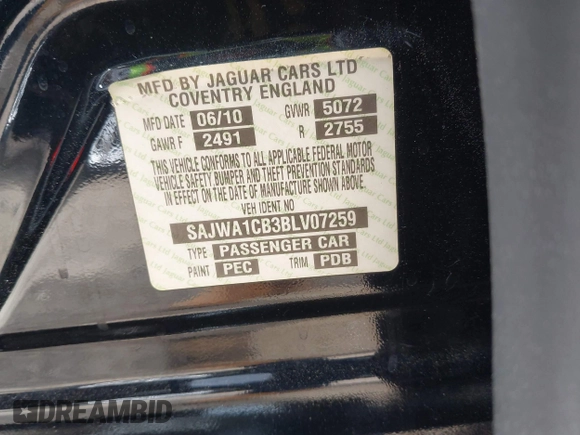 MFD BY JAGUAR CARS LTD
COVENTRY ENGLAND
MFD DATE 06/10 GVWR 5072
GAWR F 2491 R 2755
THIS VEHICLE CONFORMS TO ALL APPLICABLE FEDERAL MOTOR
VEHICLE SAFETY BUMPER AND THEFT PREVENTION STANDARDS
IN EFFECT ON THE DATE OF MANUFACTURE SHOWN ABOVE.
VEH IDENT NO
SAJWA1CB3BLV07259
TYPE PASSENGER CAR
PAINT PEC TRIM PDB
DREAMBID